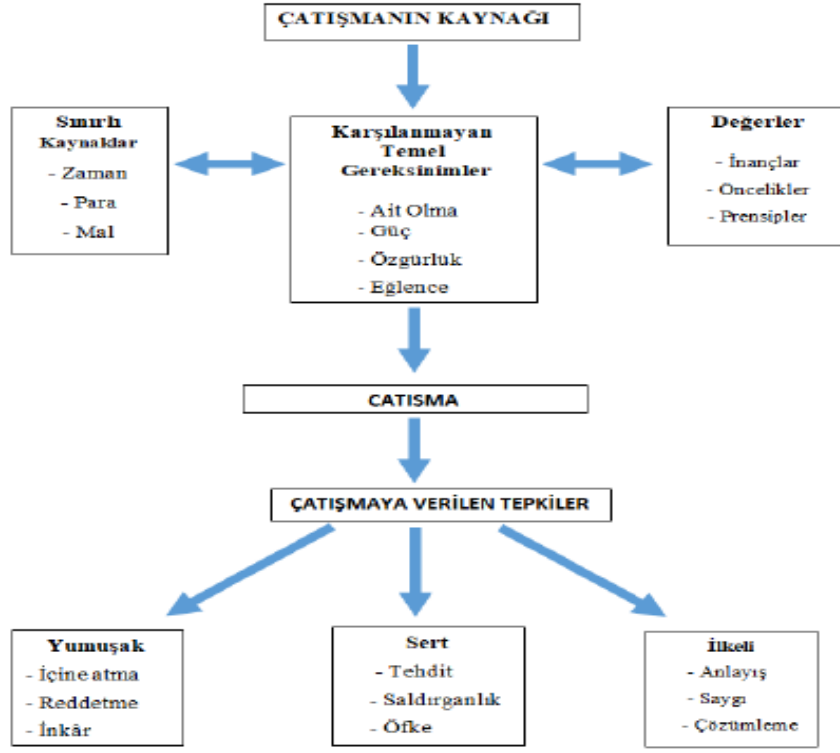 ÇATIŞMANIN KAYNAĞI
Sınırlı
Kaynaklar
- Zaman
- Para
- Mal
Karşılanmayan
Temel
Gereksinimler
- Ait Olma
- Güç
- Özgürlük
- Eğlence
Değerler
- İnançlar
- Öncelikler
- Prensipler
CATISMA
ÇATIŞMAYA VERİLEN TEPKİLER
Yumuşak
- İçine atma
- Reddetme
- İnkâr
Sert
- Tehdit
- Saldırganlık
- Öfke
İlkeli
- Anlayış
- Saygı
- Çözümleme